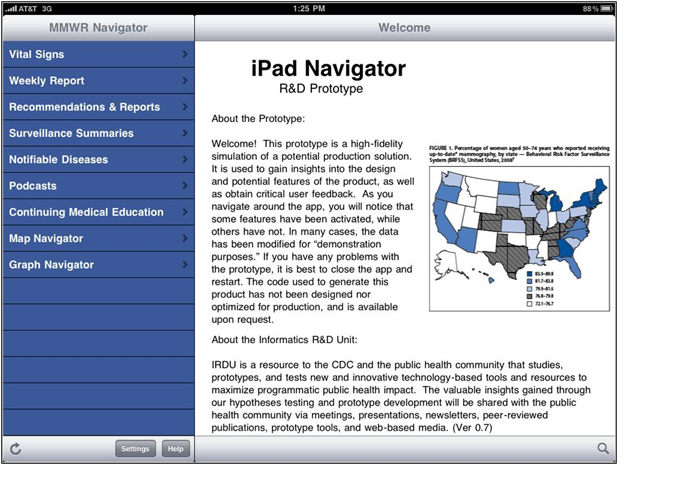 AT&T 3G
1:25 PM
88%
MMWR Navigator
Welcome
Vital Signs
Weekly Report
Recommendations & Reports
Surveillance Summaries
Notifiable Diseases
Podcasts
Continuing Medical Education
Map Navigator
Graph Navigator
Settings
Help
iPad Navigator
R&D Prototype
About the Prototype:
Welcome! This prototype is a high-fidelity
simulation of a potential production solution.
It is used to gain insights into the design
and potential features of the product, as well
as obtain critical user feedback. As you
navigate around the app, you will notice that
some features have been activated, while
others have not. In many cases, the data
has been modified for “demonstration
purposes.” If you have any problems with
the prototype, it is best to close the app and
restart. The code used to generate this
product has not been designed nor
optimized for production, and is available
upon request.
FIGURE 1. Percentage of women aged 50–74 years who reported receiving
up-to-date* mammography, by state — Behavioral Risk Factor Surveillance
System (BRFSS), United States, 2008†
83.9–89.8
81.7–83.8
79.9–81.6
76.8–79.8
72.1–76.7
About the Informatics R&D Unit:
IRDU is a resource to the CDC and the public health community that studies,
prototypes, and tests new and innovative technology-based tools and resources to
maximize programmatic public health impact. The valuable insights gained through
our hypotheses testing and prototype development will be shared with the public
health community via meetings, presentations, newsletters, peer-reviewed
publications, prototype tools, and web-based media. (Ver 0.7)